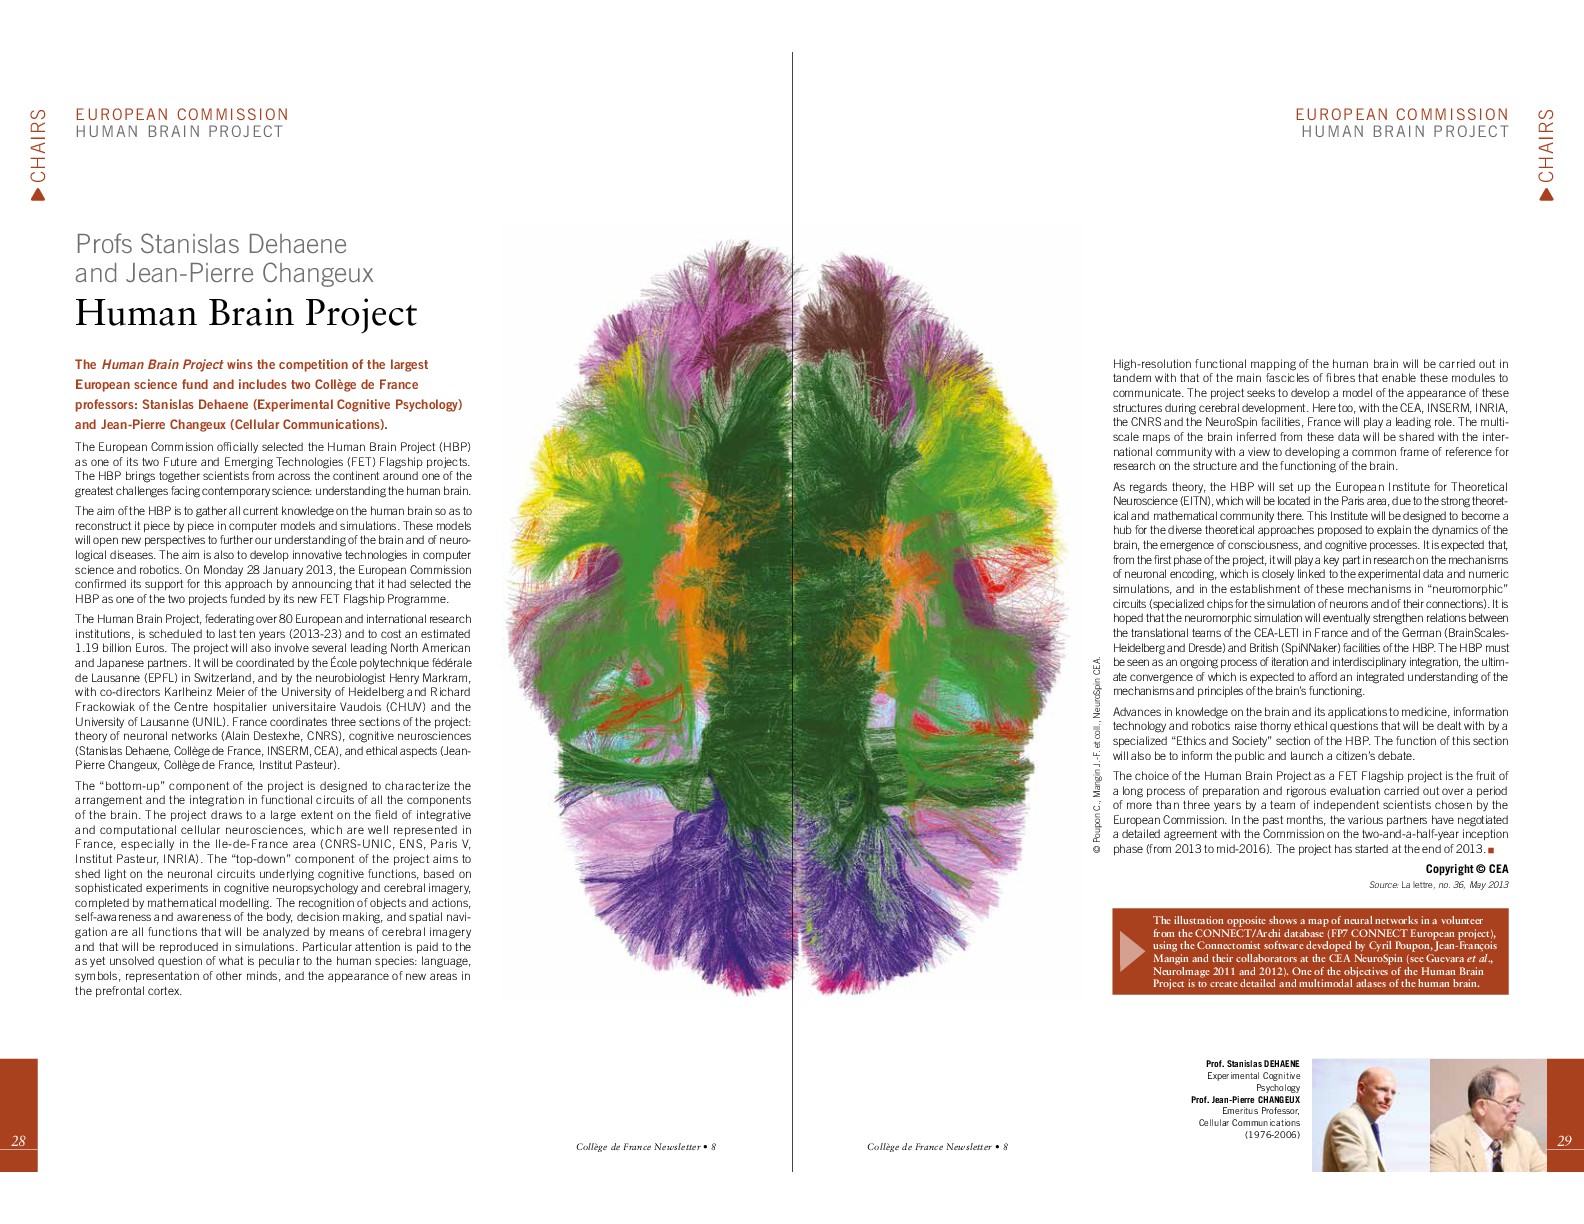 CHAIRS
EUROPEAN COMMISSION
HUMAN BRAIN PROJECT
Profs Stanislas Dehaene
and Jean-Pierre Changeux
Human Brain Project
The Human Brain Project wins the competition of the largest
European science fund and includes two Collège de France
professors: Stanislas Dehaene (Experimental Cognitive Psychology)
and Jean-Pierre Changeux (Cellular Communications).
The European Commission officially selected the Human Brain Project (HBP)
as one of its two Future and Emerging Technologies (FET) Flagship projects.
The HBP brings together scientists from across the continent around one of the
greatest challenges facing contemporary science: understanding the human brain.
The aim of the HBP is to gather all current knowledge on the human brain so as to
reconstruct it piece by piece in computer models and simulations. These models
will open new perspectives to further our understanding of the brain and of neuro-
logical diseases. The aim is also to develop innovative technologies in computer
science and robotics. On Monday 28 January 2013, the European Commission
confirmed its support for this approach by announcing that it had selected the
HBP as one of the two projects funded by its new FET Flagship Programme.
The Human Brain Project, federating over 80 European and international research
institutions, is scheduled to last ten years (2013-23) and to cost an estimated
1.19 billion Euros. The project will also involve several leading North American
and Japanese partners. It will be coordinated by the École polytechnique fédérale
de Lausanne (EPFL) in Switzerland, and by the neurobiologist Henry Markram,
with co-directors Karlheinz Meier of the University of Heidelberg and Richard
Frackowiak of the Centre hospitalier universitaire Vaudois (CHUV) and the
University of Lausanne (UNIL). France coordinates three sections of the project:
theory of neuronal networks (Alain Destexhe, CNRS), cognitive neurosciences
(Stanislas Dehaene, Collège de France, INSERM, CEA), and ethical aspects (Jean-
Pierre Changeux, Collège de France, Institut Pasteur).
The “bottom-up” component of the project is designed to characterize the
arrangement and the integration in functional circuits of all the components
of the brain. The project draws to a large extent on the field of integrative
and computational cellular neurosciences, which are well represented in
France, especially in the Ile-de-France area (CNRS-UNIC, ENS, Paris V,
Institut Pasteur, INRIA). The “top-down” component of the project aims to
shed light on the neuronal circuits underlying cognitive functions, based on
sophisticated experiments in cognitive neuropsychology and cerebral imagery,
completed by mathematical modelling. The recognition of objects and actions,
self-awareness and awareness of the body, decision making, and spatial navi-
gation are all functions that will be analyzed by means of cerebral imagery
and that will be reproduced in simulations. Particular attention is paid to the
as yet unsolved question of what is peculiar to the human species: language,
symbols, representation of other minds, and the appearance of new areas in
the prefrontal cortex.
28
Collège de France Newsletter • 8
EUROPEAN COMMISSION
HUMAN BRAIN PROJECT
CHAIRS
High-resolution functional mapping of the human brain will be carried out in
tandem with that of the main fascicles of fibres that enable these modules to
communicate. The project seeks to develop a model of the appearance of these
structures during cerebral development. Here too, with the CEA, INSERM, INRIA,
the CNRS and the NeuroSpin facilities, France will play a leading role. The multi-
scale maps of the brain inferred from these data will be shared with the inter-
national community with a view to developing a common frame of reference for
research on the structure and the functioning of the brain.
As regards theory, the HBP will set up the European Institute for Theoretical
Neuroscience (EITN), which will be located in the Paris area, due to the strong theoret-
ical and mathematical community there. This Institute will be designed to become a
hub for the diverse theoretical approaches proposed to explain the dynamics of the
brain, the emergence of consciousness, and cognitive processes. It is expected that,
from the first phase of the project, it will play a key part in research on the mechanisms
of neuronal encoding, which is closely linked to the experimental data and numeric
simulations, and in the establishment of these mechanisms in “neuromorphic”
circuits (specialized chips for the simulation of neurons and of their connections). It is
hoped that the neuromorphic simulation will eventually strengthen relations between
the translational teams of the CEA-LETI in France and of the German (BrainScales-
Heidelberg and Dresde) and British (SpiNNaker) facilities of the HBP. The HBP must
be seen as an ongoing process of iteration and interdisciplinary integration, the ultim-
ate convergence of which is expected to afford an integrated understanding of the
mechanisms and principles of the brain’s functioning.
Advances in knowledge on the brain and its applications to medicine, information
technology and robotics raise thorny ethical questions that will be dealt with by a
specialized “Ethics and Society” section of the HBP. The function of this section
will also be to inform the public and launch a citizen’s debate.
The choice of the Human Brain Project as a FET Flagship project is the fruit of
a long process of preparation and rigorous evaluation carried out over a period
of more than three years by a team of independent scientists chosen by the
European Commission. In the past months, the various partners have negotiated
a detailed agreement with the Commission on the two-and-a-half-year inception
phase (from 2013 to mid-2016). The project has started at the end of 2013.
Copyright © CEA
Source: La lettre, no. 36, May 2013
© Poupon C., Mangin J.-F. et coll., NeuroSpin CEA.
The illustration opposite shows a map of neural networks in a volunteer
from the CONNECT/Archi database (FP7 CONNECT European project),
using the Connectomist software developed by Cyril Poupon, Jean-François
Mangin and their collaborators at the CEA NeuroSpin (see Guevara et al.,
NeuroImage 2011 and 2012). One of the objectives of the Human Brain
Project is to create detailed and multimodal atlases of the human brain.
Prof. Stanislas DEHAENE
Experimental Cognitive
Psychology
Prof. Jean-Pierre CHANGEUX
Emeritus Professor,
Cellular Communications
(1976-2006)
Collège de France Newsletter • 8
29